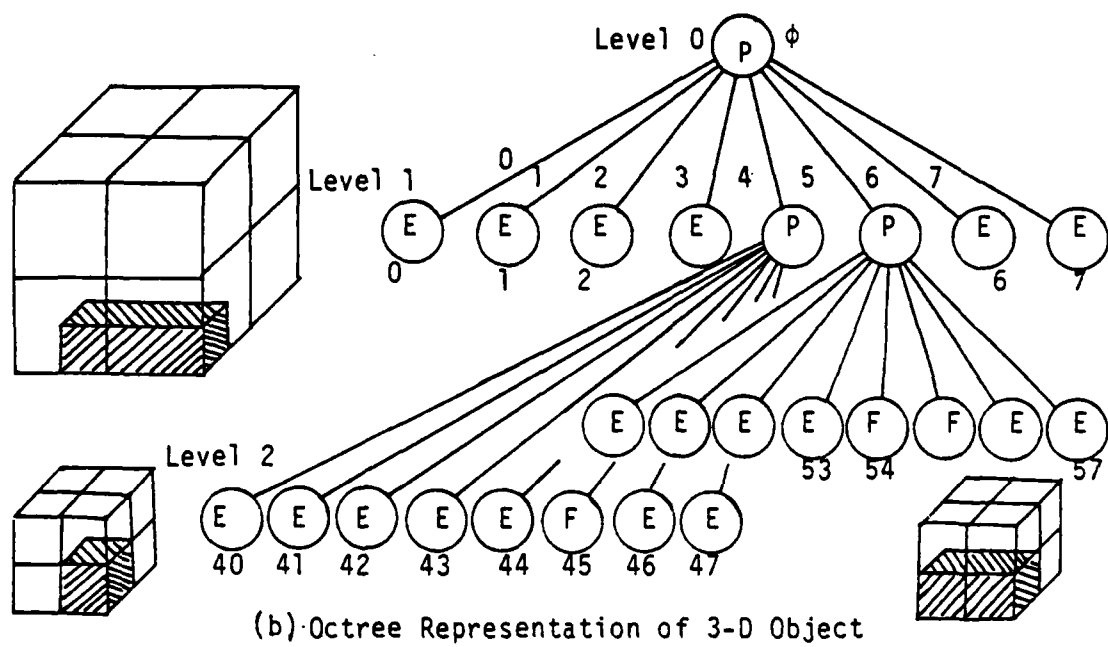 Level 0 P ϕ
0 1 2 3 4 5 6 7
Level 1 E E E E P P E E
0 1 2 6 7
E E E E F F E E
53 54 57
Level 2
E E E E E F E E
40 41 42 43 44 45 46 47
(b) Octree Representation of 3-D Object